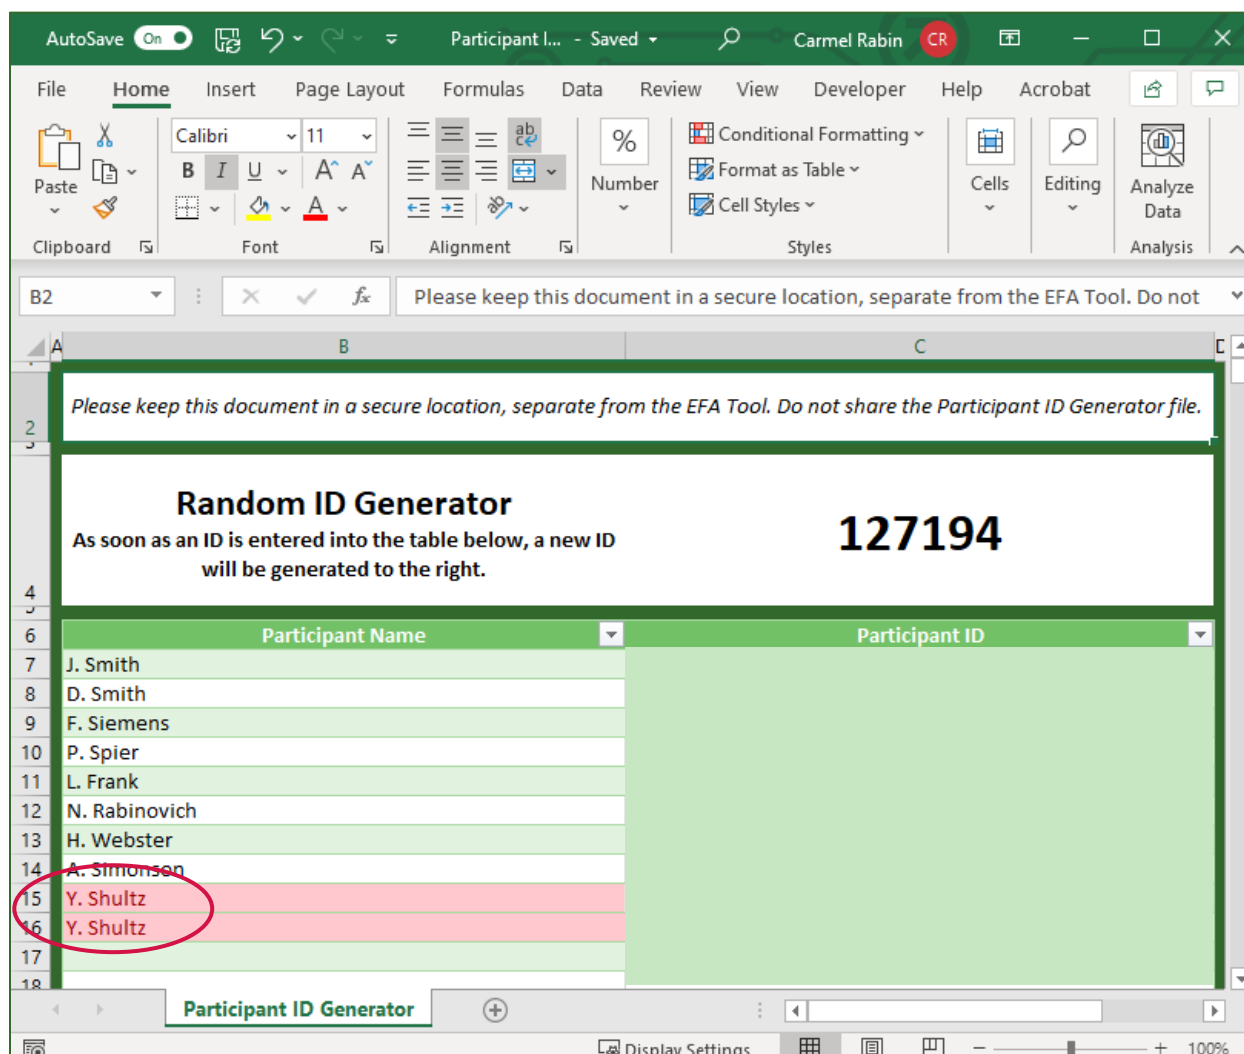 AutoSave On Participant I... - Saved Carmel Rabin CR
File Home Insert Page Layout Formulas Data Review View Developer Help Acrobat
Paste
Calibri 11
B I U A A A
ab
%
Number
Conditional Formatting
Format as Table
Cell Styles
Cells
Editing
Analyze
Data
Clipboard Font Alignment Styles Analysis
B2 fx Please keep this document in a secure location, separate from the EFA Tool. Do not
A B C D
2 Please keep this document in a secure location, separate from the EFA Tool. Do not share the Participant ID Generator file.
Random ID Generator
As soon as an ID is entered into the table below, a new ID
will be generated to the right.
127194
4
6 Participant Name Participant ID
7 J. Smith
8 D. Smith
9 F. Siemens
10 P. Spier
11 L. Frank
12 N. Rabinovich
13 H. Webster
14 A. Simonson
15 Y. Shultz
16 Y. Shultz
17
18
Participant ID Generator
Display Settings 100%